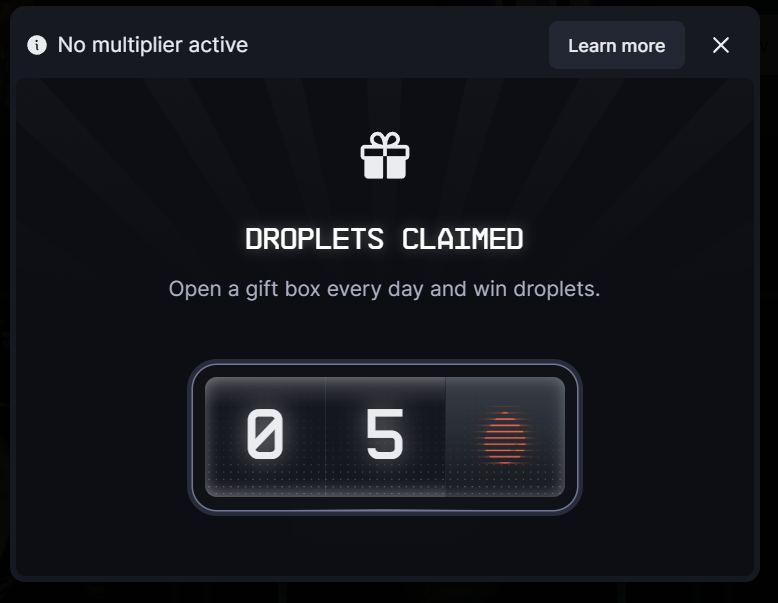 No multiplier active
Learn more
DROPLETS CLAIMED
Open a gift box every day and win droplets.
0 5